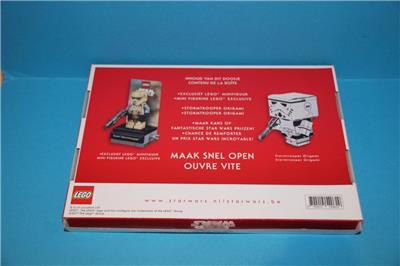 INHOUD VAN DIT DOOSJE
CONTENU DE LA BOÎTE
•EXCLUSIEF LEGO® MINIFIGUUR
•MINI FIGURINE LEGO® EXCLUSIVE
•STORMTROOPER ORIGAMI
•STORMTROOPER ORIGAMI
•MAAK KANS OP
FANTASTISCHE STAR WARS PRIJZEN!
•CHANCE DE REMPORTER
UN PRIX STAR WARS INCROYABLE!
•EXCLUSIEF LEGO® MINIFIGUUR
MINI FIGURINE LEGO® EXCLUSIVE
MAAK SNEL OPEN
OUVRE VITE
Stormtrooper Origami
Stormtrooper Origami
LEGO
www.starwars.nl/starwars.be